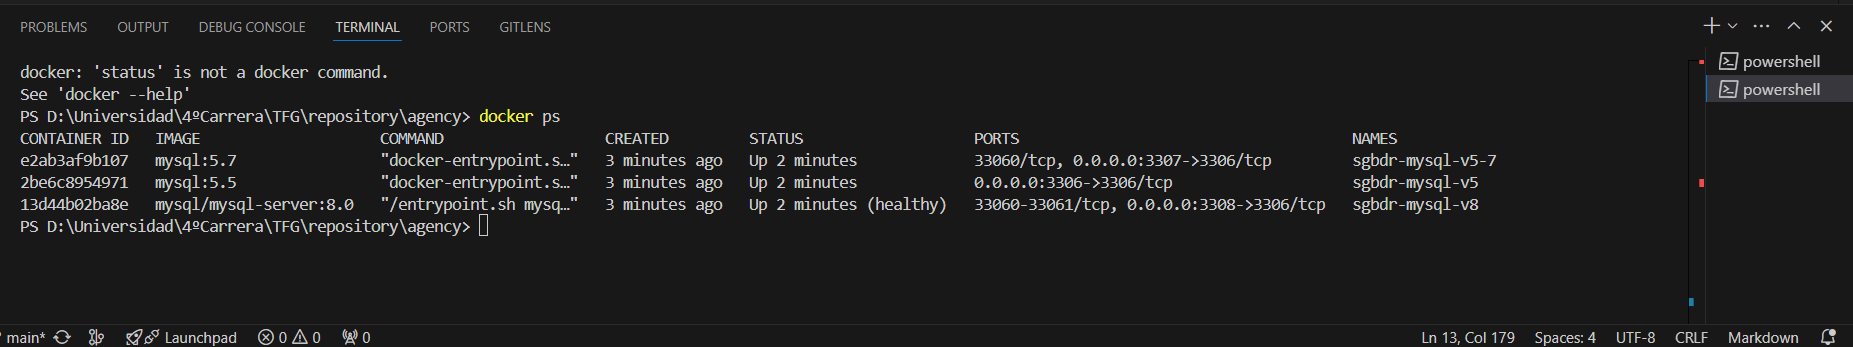 PROBLEMS OUTPUT DEBUG CONSOLE TERMINAL PORTS GITLENS
docker: 'status' is not a docker command.
See 'docker --help'
PS D:\Universidad\4ºCarrera\TFG\repository\agency> docker ps
CONTAINER ID IMAGE COMMAND CREATED STATUS PORTS NAMES
e2ab3af9b107 mysql:5.7 "docker-entrypoint.s…" 3 minutes ago Up 2 minutes 33060/tcp, 0.0.0.0:3307->3306/tcp sgbdr-mysql-v5-7
2be6c8954971 mysql:5.5 "docker-entrypoint.s…" 3 minutes ago Up 2 minutes 0.0.0.0:3306->3306/tcp sgbdr-mysql-v5
13d44b02ba8e mysql/mysql-server:8.0 "/entrypoint.sh mysq…" 3 minutes ago Up 2 minutes (healthy) 33060-33061/tcp, 0.0.0.0:3308->3306/tcp sgbdr-mysql-v8
PS D:\Universidad\4ºCarrera\TFG\repository\agency>
powershell
powershell
main* Launchpad 0 0 0 Ln 13, Col 179 Spaces: 4 UTF-8 CRLF Markdown